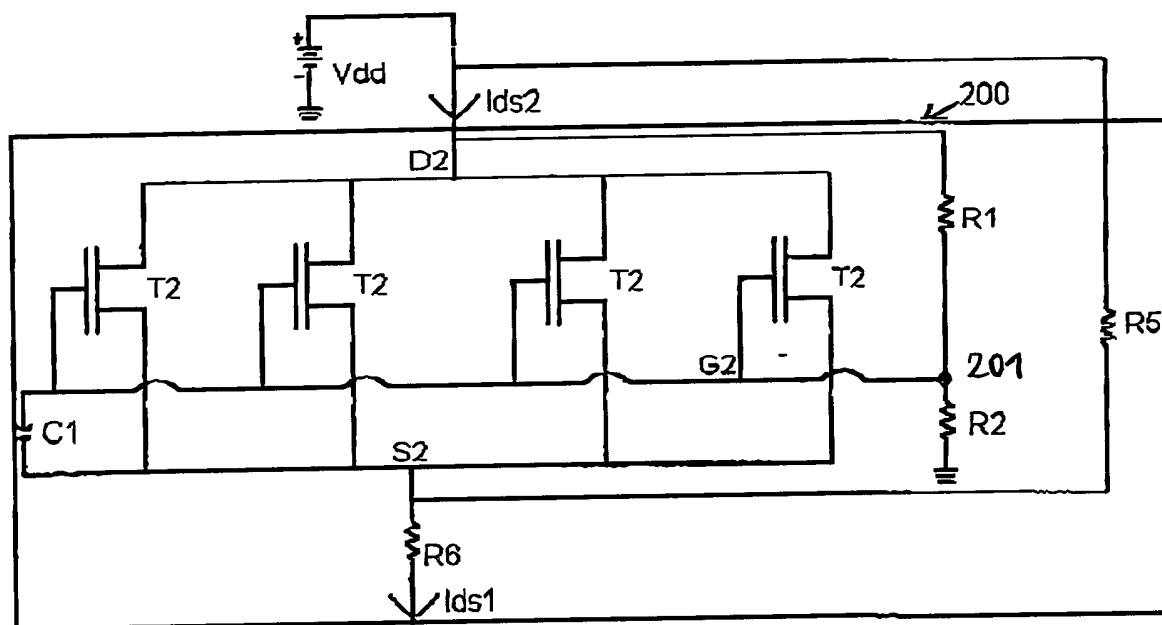 +
-
Vdd
Ids2
200
D2
R1
T2
T2
T2
T2
R5
G2
-
201
C1
R2
S2
R6
Ids1